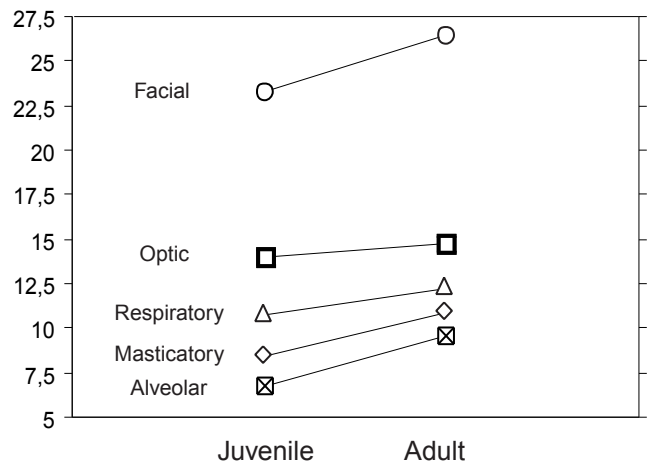 27,5
25
Facial
22,5
20
17,5
15
Optic
12,5
Respiratory
10
Masticatory
7,5
Alveolar
5
Juvenile Adult